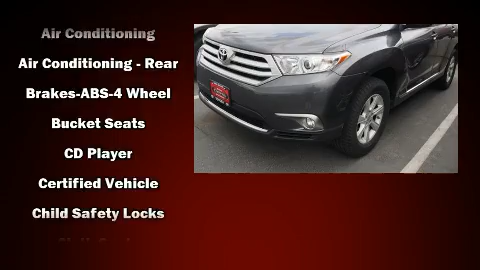 Air Conditioning
Air Conditioning - Rear
Brakes-ABS-4 Wheel
Bucket Seats
CD Player
Certified Vehicle
Child Safety Locks